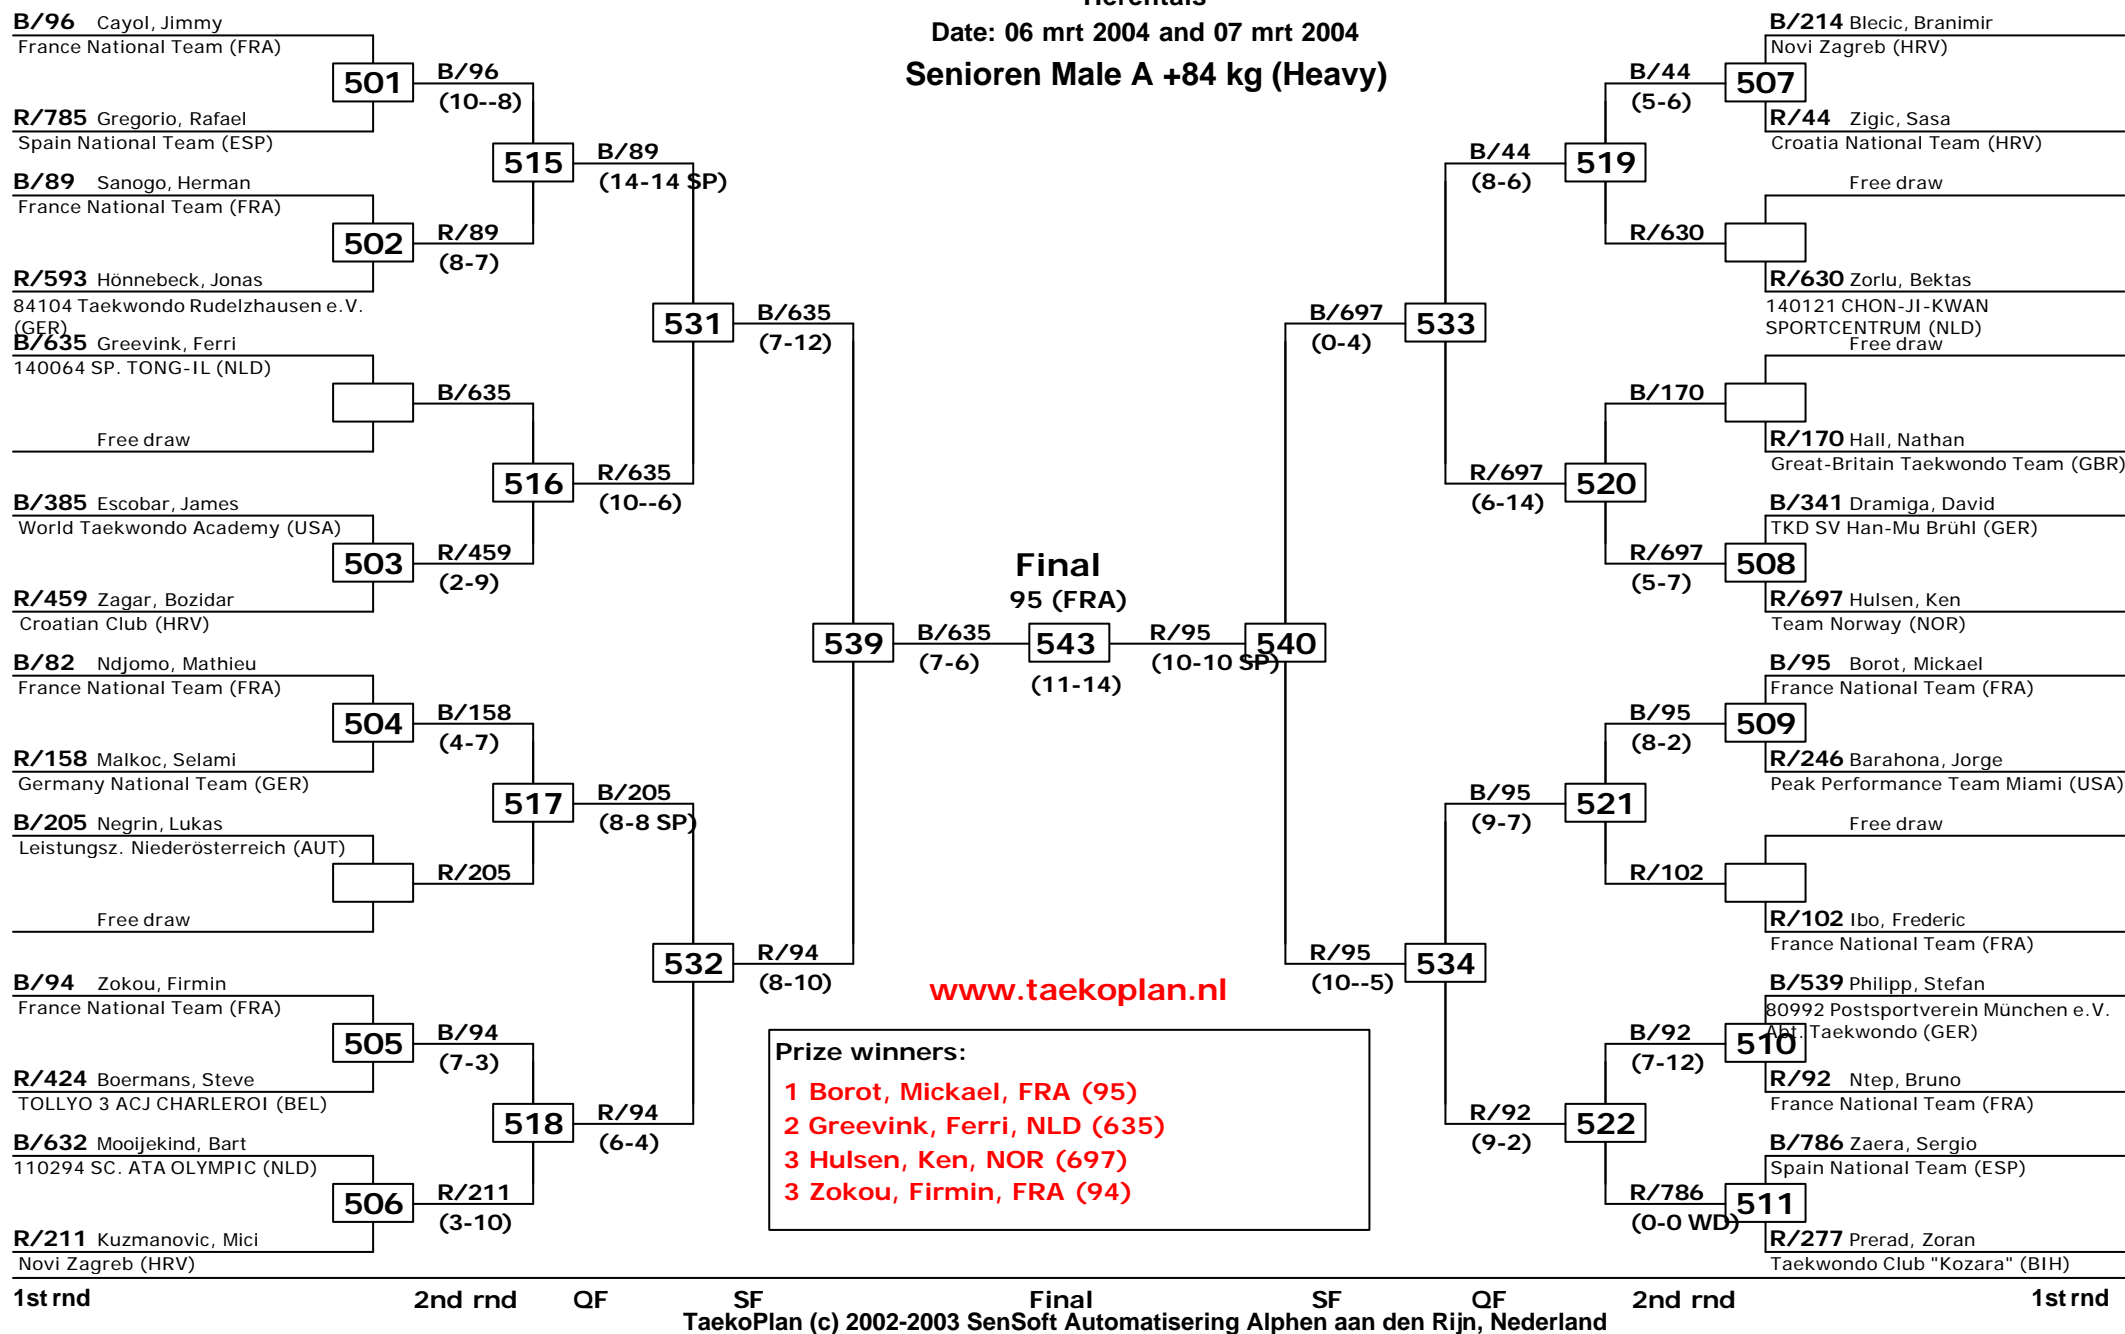 Herentals
Date: 06 mrt 2004 and 07 mrt 2004
Senioren Male A +84 kg (Heavy)
B/96 Cayol, Jimmy
France National Team (FRA)
501
B/96
(10--8)
R/785 Gregorio, Rafael
Spain National Team (ESP)
515
B/89
(14-14 SP)
B/89 Sanogo, Herman
France National Team (FRA)
502
R/89
(8-7)
R/593 Hönnebeck, Jonas
84104 Taekwondo Rudelzhausen e.V.
(GER)
531
B/635
(7-12)
B/635 Greevink, Ferri
140064 SP. TONG-IL (NLD)
B/635
Free draw
516
R/635
(10--6)
B/385 Escobar, James
World Taekwondo Academy (USA)
503
R/459
(2-9)
R/459 Zagar, Bozidar
Croatian Club (HRV)
539
B/635
(7-6)
B/82 Ndjomo, Mathieu
France National Team (FRA)
504
B/158
(4-7)
R/158 Malkoc, Selami
Germany National Team (GER)
517
B/205
(8-8 SP)
B/205 Negrin, Lukas
Leistungsz. Niederösterreich (AUT)
R/205
Free draw
532
R/94
(8-10)
B/94 Zokou, Firmin
France National Team (FRA)
505
B/94
(7-3)
R/424 Boermans, Steve
TOLLYO 3 ACJ CHARLEROI (BEL)
518
R/94
(6-4)
B/632 Mooijekind, Bart
110294 SC. ATA OLYMPIC (NLD)
506
R/211
(3-10)
R/211 Kuzmanovic, Mici
Novi Zagreb (HRV)
Final
95 (FRA)
543
(11-14)
B/214 Blecic, Branimir
Novi Zagreb (HRV)
B/44
(5-6)
507
R/44 Zigic, Sasa
Croatia National Team (HRV)
B/44
(8-6)
519
Free draw
R/630
R/630 Zorlu, Bektas
140121 CHON-JI-KWAN
SPORTCENTRUM (NLD)
B/697
(0-4)
533
Free draw
B/170
R/170 Hall, Nathan
Great-Britain Taekwondo Team (GBR)
R/697
(6-14)
520
B/341 Dramiga, David
TKD SV Han-Mu Brühl (GER)
R/697
(5-7)
508
R/697 Hulsen, Ken
Team Norway (NOR)
R/95
(10-10 SP)
540
B/95 Borot, Mickael
France National Team (FRA)
B/95
(8-2)
509
R/246 Barahona, Jorge
Peak Performance Team Miami (USA)
B/95
(9-7)
521
Free draw
R/102
R/102 Ibo, Frederic
France National Team (FRA)
R/95
(10--5)
534
B/539 Philipp, Stefan
80992 Postsportverein München e.V.
Abt. Taekwondo (GER)
B/92
(7-12)
510
R/92 Ntep, Bruno
France National Team (FRA)
R/92
(9-2)
522
B/786 Zaera, Sergio
Spain National Team (ESP)
R/786
(0-0 WD)
511
R/277 Prerad, Zoran
Taekwondo Club "Kozara" (BIH)
www.taekoplan.nl
Prize winners:
1 Borot, Mickael, FRA (95)
2 Greevink, Ferri, NLD (635)
3 Hulsen, Ken, NOR (697)
3 Zokou, Firmin, FRA (94)
1st rnd 2nd rnd QF SF Final SF QF 2nd rnd 1st rnd
TaekoPlan (c) 2002-2003 SenSoft Automatisering Alphen aan den Rijn, Nederland